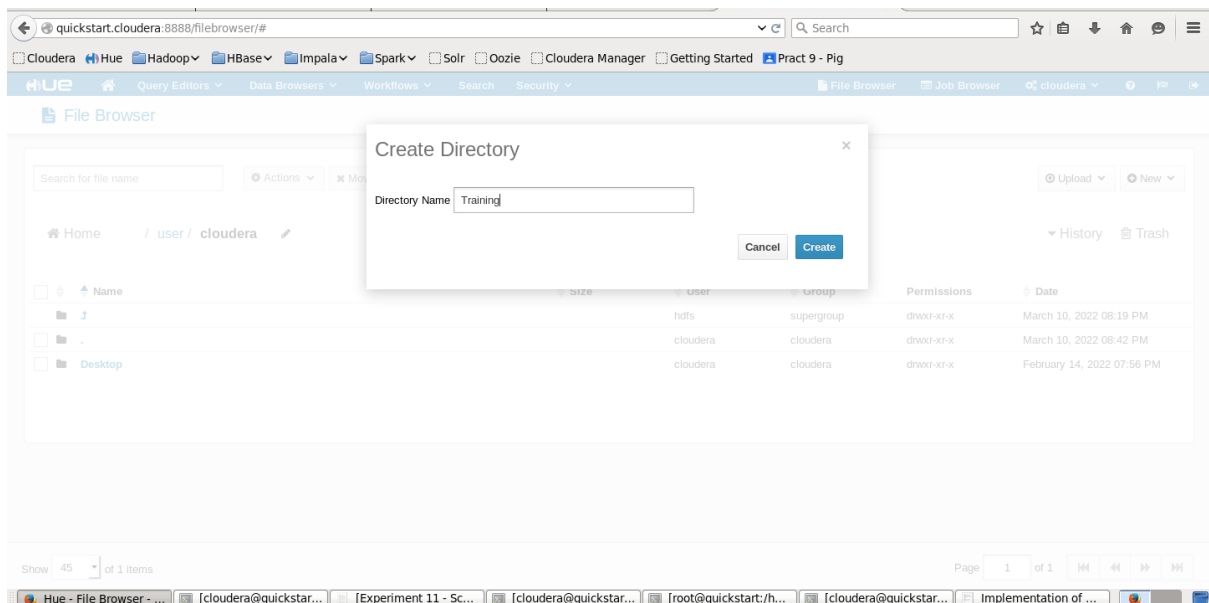 quickstart.cloudera:8888/filebrowser/# Search
Cloudera Hue Hadoop HBase Impala Spark Solr Oozie Cloudera Manager Getting Started Pract 9 - Pig
HUE Query Editors Data Browsers Workflows Search Security File Browser Job Browser cloudera
File Browser
Create Directory ×
Search for file name Actions Mov Upload New
Directory Name Training
Home / user / cloudera History Trash
Cancel Create
Name Size User Group Permissions Date
hdfs supergroup drwxr-xr-x March 10, 2022 08:19 PM
. cloudera cloudera drwxr-xr-x March 10, 2022 08:42 PM
Desktop cloudera cloudera drwxr-xr-x February 14, 2022 07:56 PM
Show 45 of 1 items Page 1 of 1
Hue - File Browser - ... [cloudera@quickstar... [Experiment 11 - Sc... [cloudera@quickstar... [root@quickstart:/h... [cloudera@quickstar... Implementation of ...